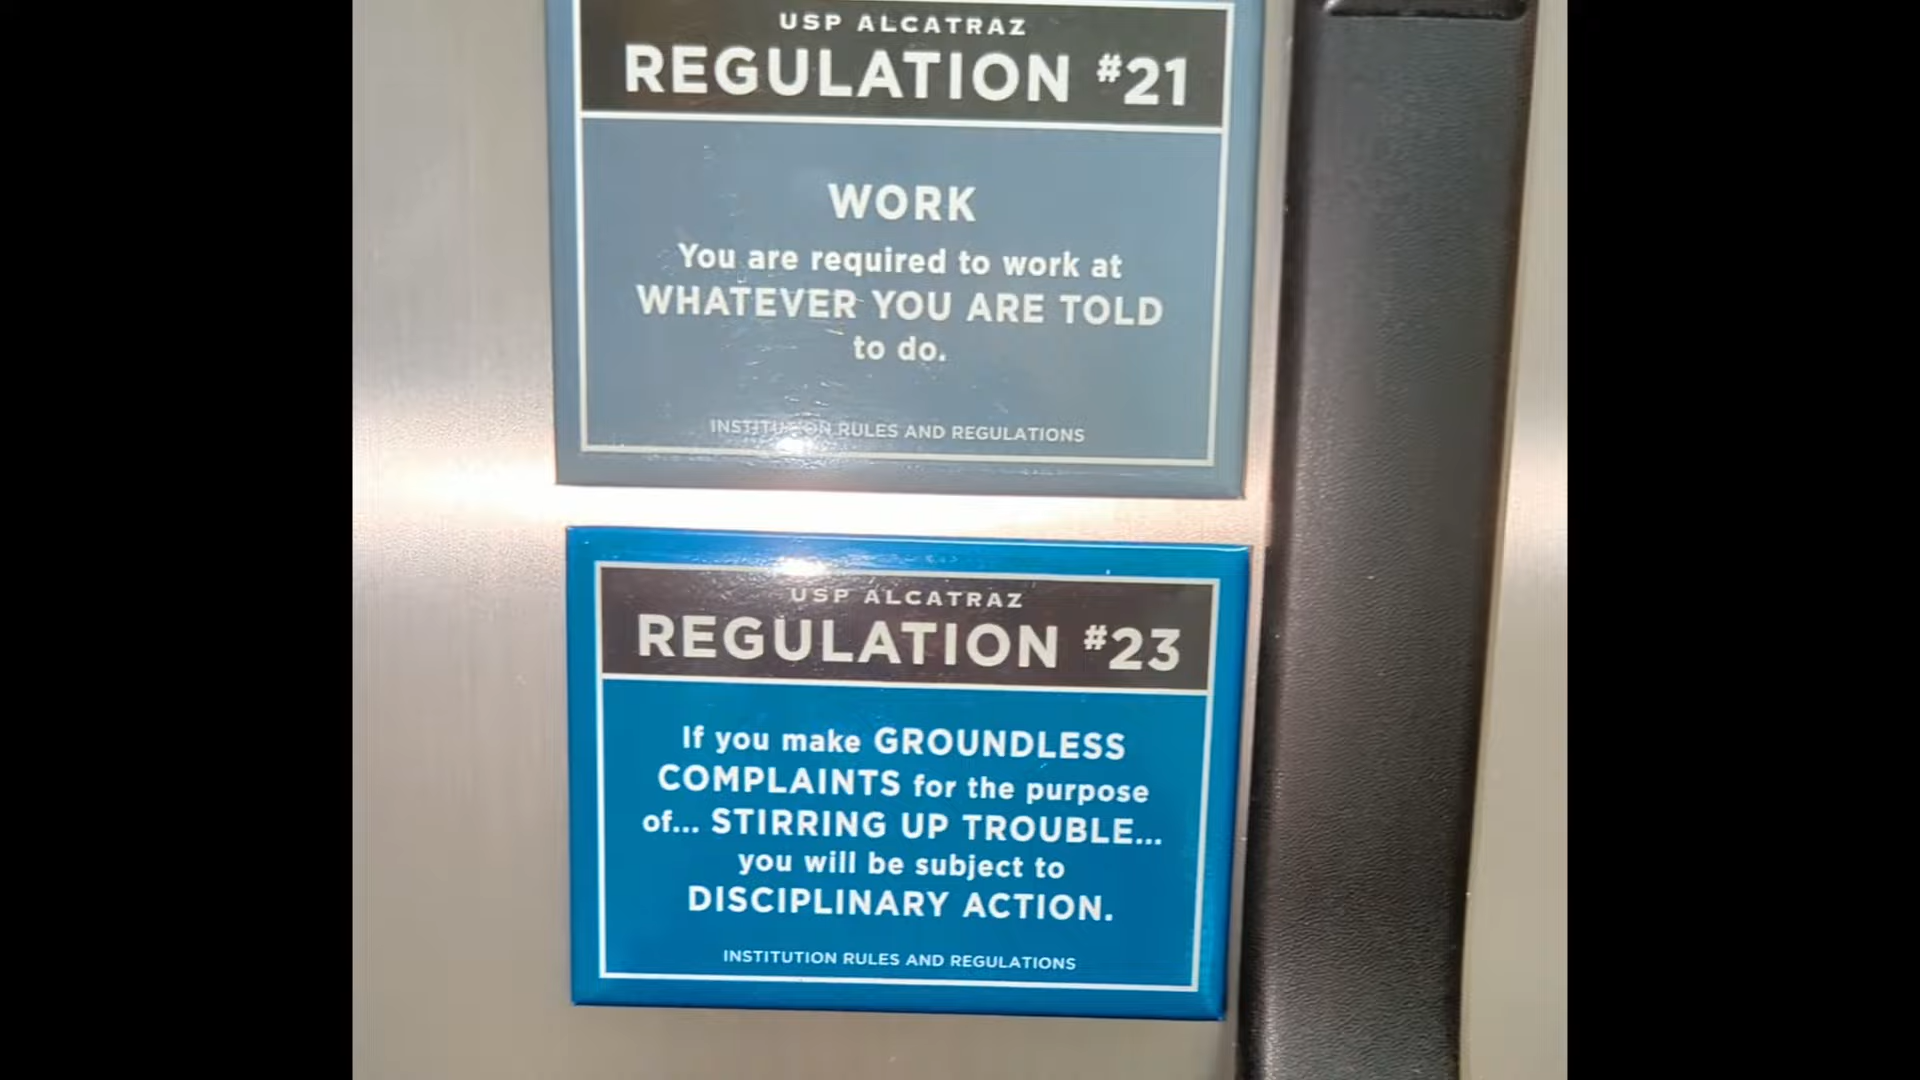 USP ALCATRAZ
REGULATION #21
WORK
You are required to work at
WHATEVER YOU ARE TOLD
to do.
INSTITUTION RULES AND REGULATIONS
USP ALCATRAZ
REGULATION #23
If you make GROUNDLESS
COMPLAINTS for the purpose
of... STIRRING UP TROUBLE...
you will be subject to
DISCIPLINARY ACTION.
INSTITUTION RULES AND REGULATIONS